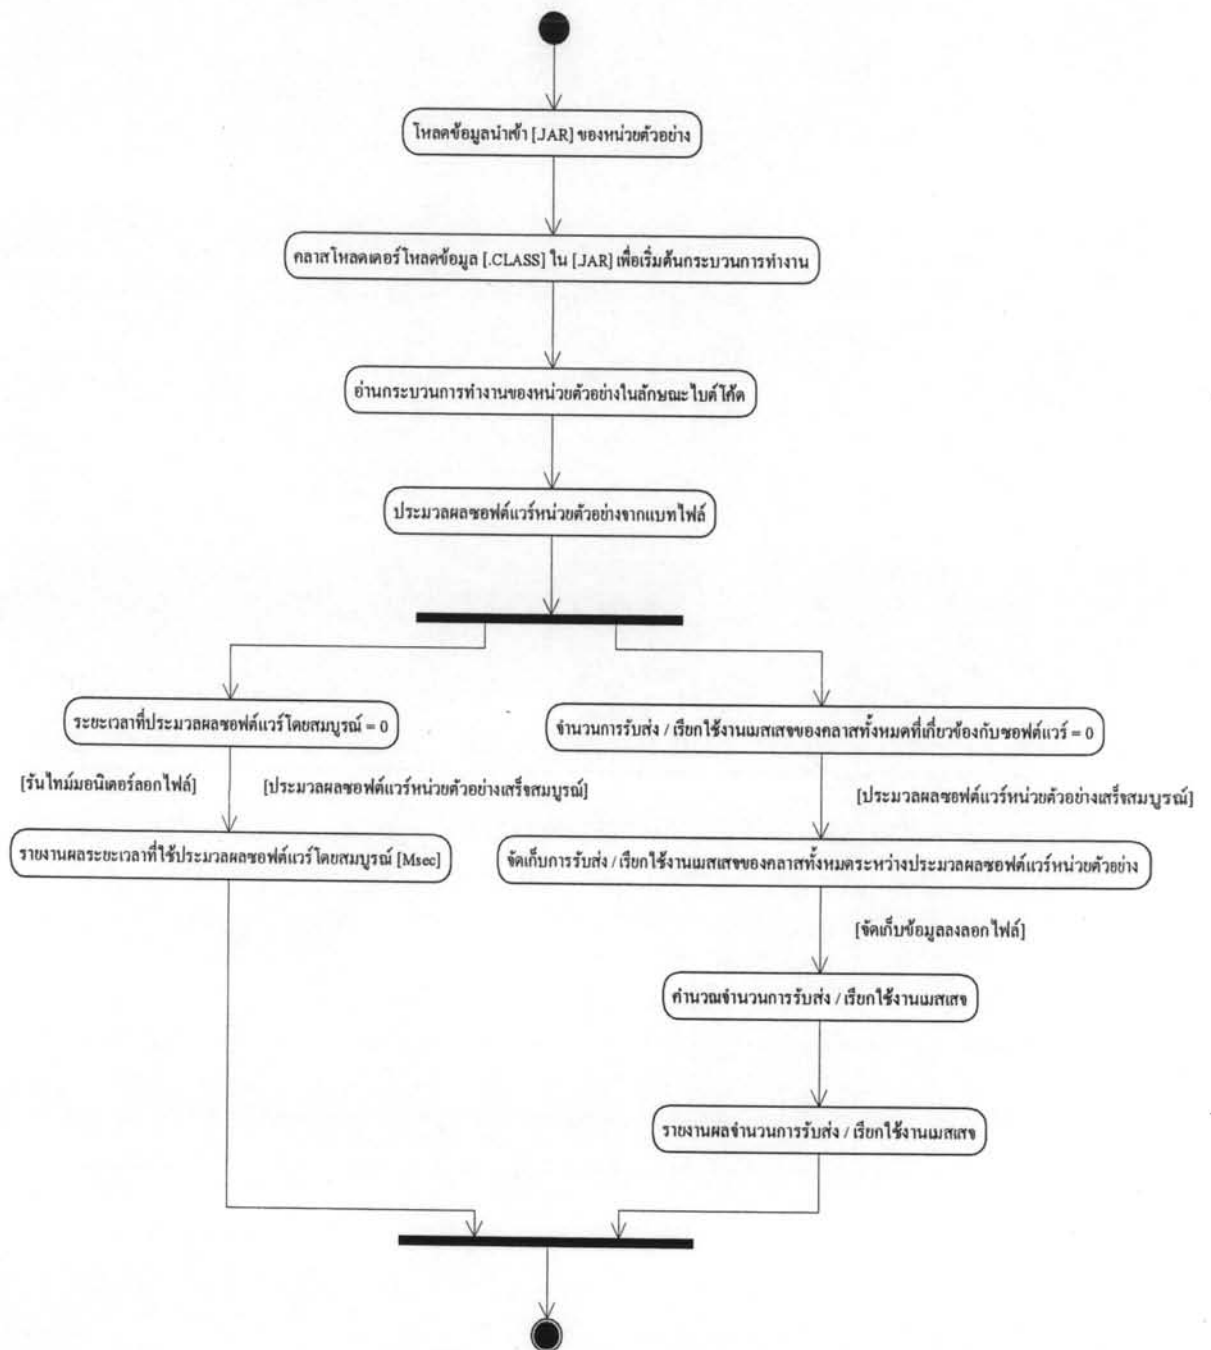 โหลดข้อมูลนำเข้า [.JAR] ของหน่วยตัวอย่าง
คลาสโหลดเดอร์โหลดข้อมูล [.CLASS] ใน [.JAR] เพื่อเริ่มต้นกระบวนการทำงาน
อ่านกระบวนการทำงานของหน่วยตัวอย่างในลักษณะไบต์โค้ด
ประมวลผลซอฟต์แวร์หน่วยตัวอย่างจากแบทไฟล์
ระยะเวลาที่ประมวลผลซอฟต์แวร์โดยสมบูรณ์ = 0
จำนวนการรับส่ง / เรียกใช้งานเมสเสจของคลาสทั้งหมดที่เกี่ยวข้องกับซอฟต์แวร์ = 0
[รันไทม์มอนิเตอร์ลอกไฟล์]
[ประมวลผลซอฟต์แวร์หน่วยตัวอย่างเสร็จสมบูรณ์]
[ประมวลผลซอฟต์แวร์หน่วยตัวอย่างเสร็จสมบูรณ์]
รายงานผลระยะเวลาที่ใช้ประมวลผลซอฟต์แวร์โดยสมบูรณ์ [Msec]
จัดเก็บการรับส่ง / เรียกใช้งานเมสเสจของคลาสทั้งหมดระหว่างประมวลผลซอฟต์แวร์หน่วยตัวอย่าง
[จัดเก็บข้อมูลลงลอกไฟล์]
คำนวณจำนวนการรับส่ง / เรียกใช้งานเมสเสจ
รายงานผลจำนวนการรับส่ง / เรียกใช้งานเมสเสจ